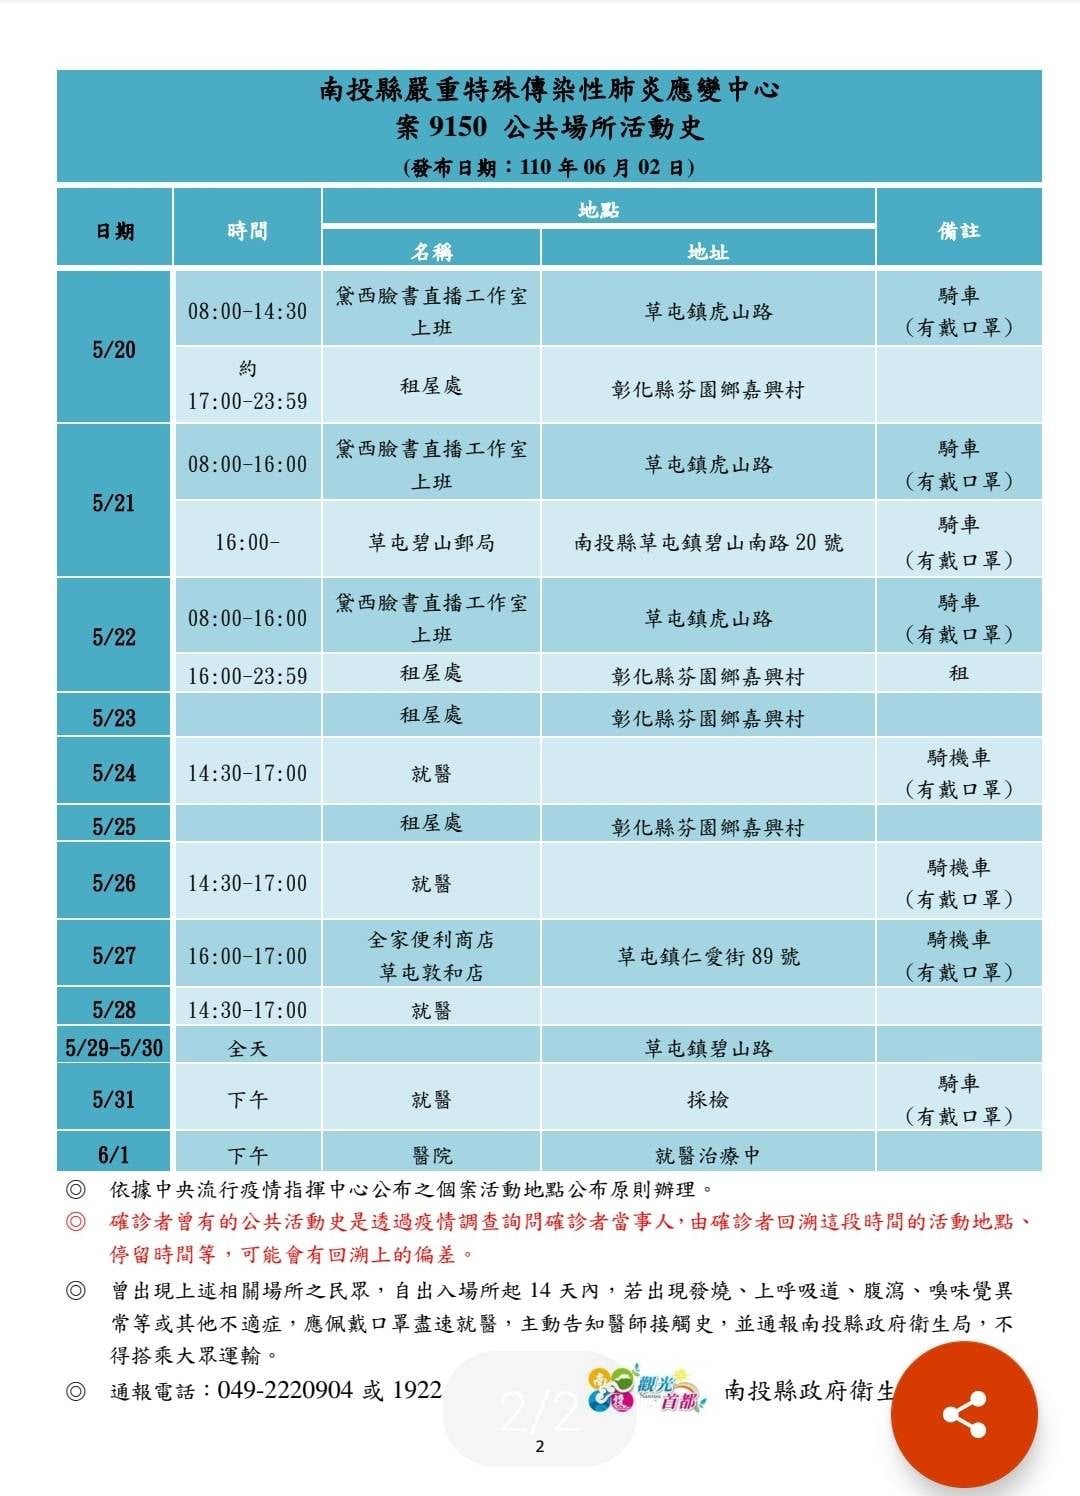 南投縣嚴重特殊傳染性肺炎應變中心
案 9150 公共場所活動史
(發布日期：110 年 06 月 02 日)
日期 時間 地點 備註
名稱 地址
5/20 08:00-14:30 黛西臉書直播工作室 上班 草屯鎮虎山路 騎車 （有戴口罩）
約 17:00-23:59 租屋處 彰化縣芬園鄉嘉興村
5/21 08:00-16:00 黛西臉書直播工作室 上班 草屯鎮虎山路 騎車 （有戴口罩）
16:00- 草屯碧山郵局 南投縣草屯鎮碧山南路 20 號 騎車 （有戴口罩）
5/22 08:00-16:00 黛西臉書直播工作室 上班 草屯鎮虎山路 騎車 （有戴口罩）
16:00-23:59 租屋處 彰化縣芬園鄉嘉興村 租
5/23 租屋處 彰化縣芬園鄉嘉興村
5/24 14:30-17:00 就醫 騎機車 （有戴口罩）
5/25 租屋處 彰化縣芬園鄉嘉興村
5/26 14:30-17:00 就醫 騎機車 （有戴口罩）
5/27 16:00-17:00 全家便利商店 草屯敦和店 草屯鎮仁愛街 89 號 騎機車 （有戴口罩）
5/28 14:30-17:00 就醫
5/29-5/30 全天 草屯鎮碧山路
5/31 下午 就醫 採檢 騎車 （有戴口罩）
6/1 下午 醫院 就醫治療中
◎ 依據中央流行疫情指揮中心公布之個案活動地點公布原則辦理。
◎ 確診者曾有的公共活動史是透過疫情調查詢問確診者當事人，由確診者回溯這段時間的活動地點、
停留時間等，可能會有回溯上的偏差。
◎ 曾出現上述相關場所之民眾，自出入場所起 14 天內，若出現發燒、上呼吸道、腹瀉、嗅味覺異
常等或其他不適症，應佩戴口罩盡速就醫，主動告知醫師接觸史，並通報南投縣政府衛生局，不
得搭乘大眾運輸。
◎ 通報電話：049-2220904 或 1922 2/2 觀光首都 南投縣政府衛生
2